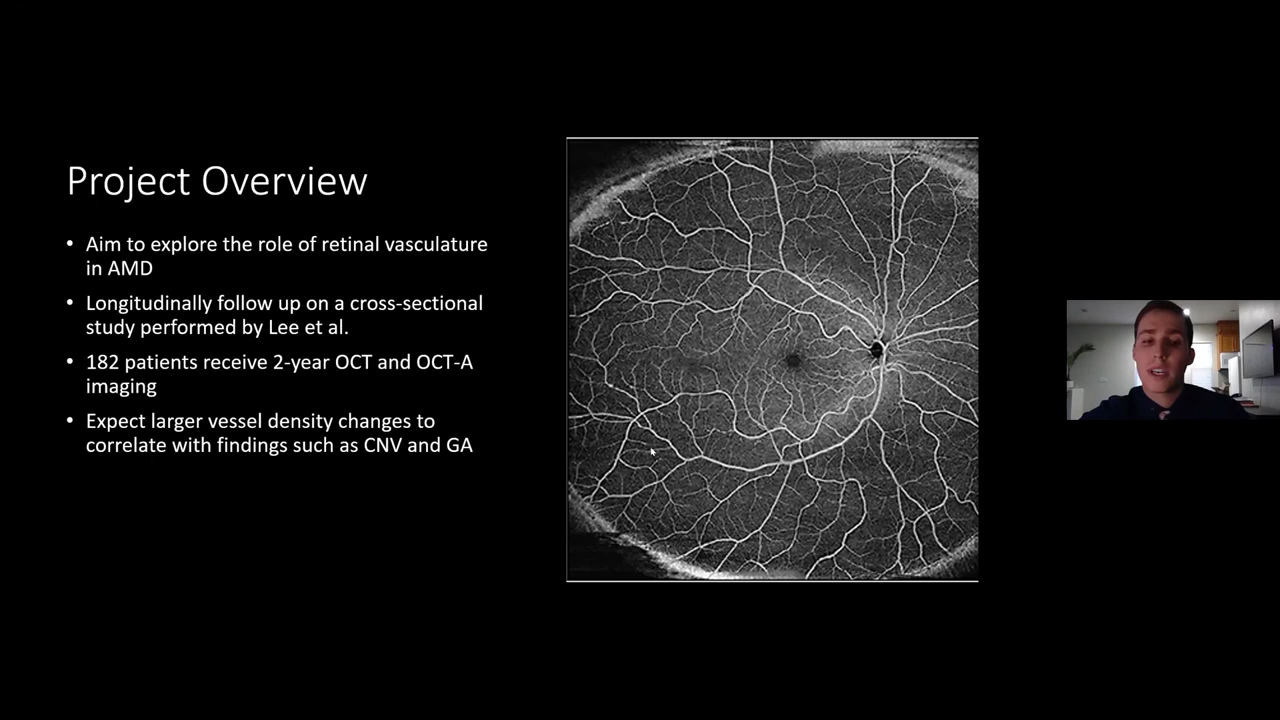 Project Overview
• Aim to explore the role of retinal vasculature
in AMD
• Longitudinally follow up on a cross-sectional
study performed by Lee et al.
• 182 patients receive 2-year OCT and OCT-A
imaging
• Expect larger vessel density changes to
correlate with findings such as CNV and GA